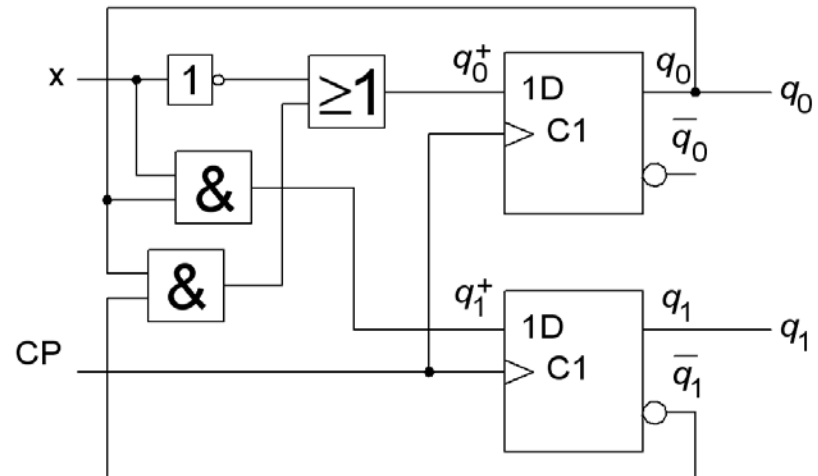 x
1
≥1
&
&
CP
q₀⁺
1D
C1
q₀
q̅₀
q₀
q₁⁺
1D
C1
q₁
q̅₁
q₁